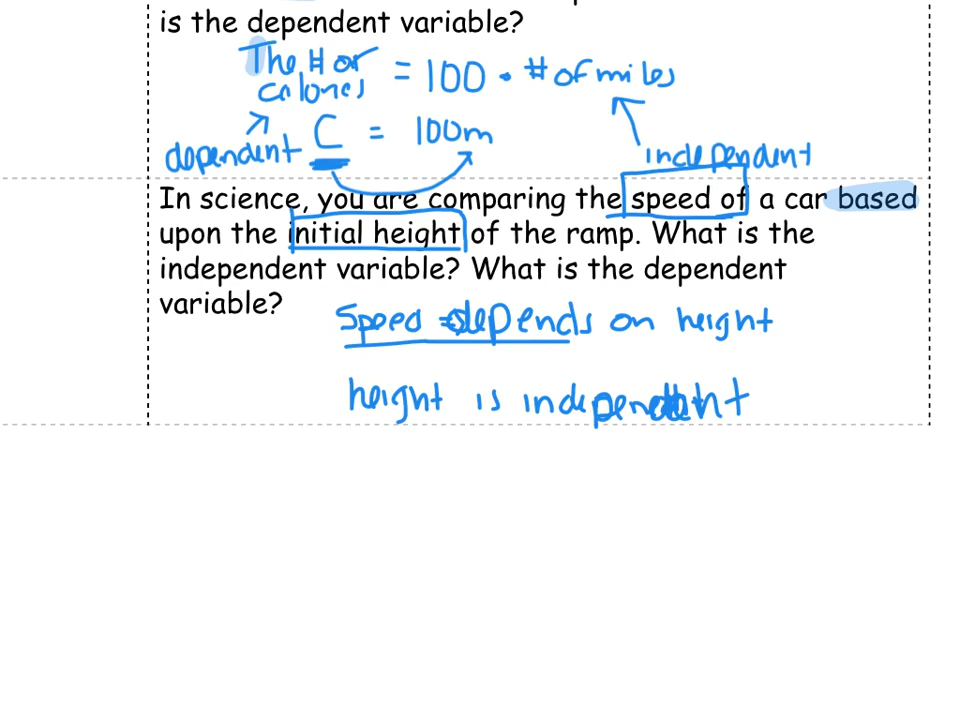 is the dependent variable?
The # or
calories = 100 · # of miles
C = 100m
dependent
independent
In science, you are comparing the speed of a car based
upon the initial height of the ramp. What is the
independent variable? What is the dependent
variable?
Speed depends on height
height is independent